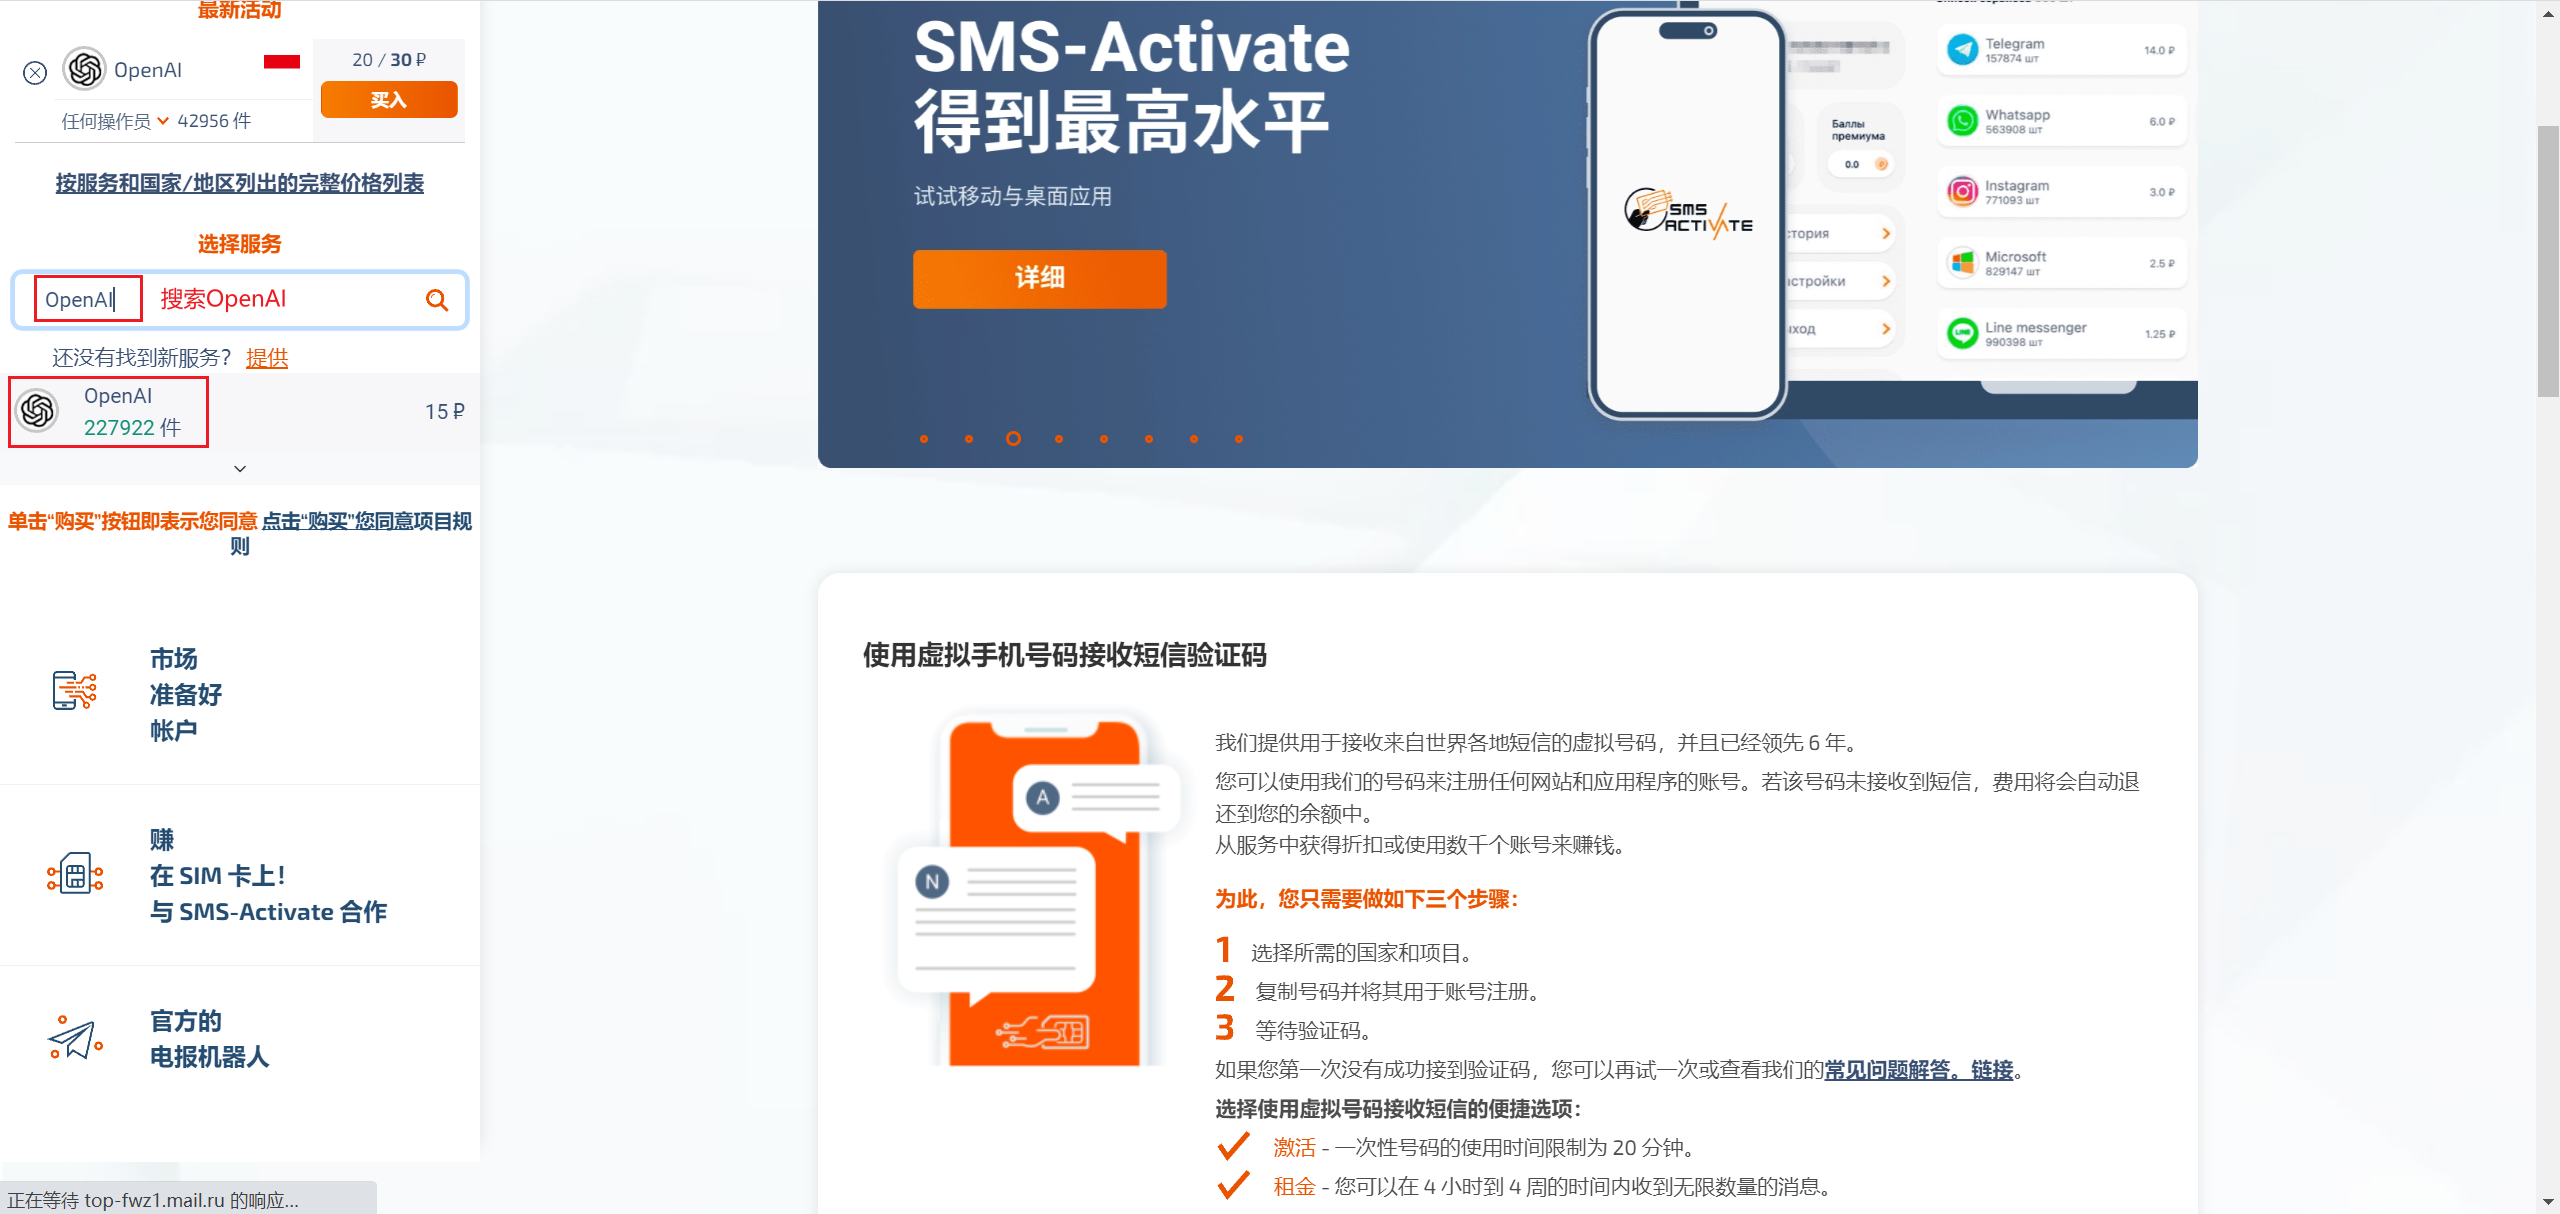 最新活动
OpenAI
20 / 30 ₽
买入
任何操作员 42956 件
按服务和国家/地区列出的完整价格列表
选择服务
OpenAI 搜索OpenAI
还没有找到新服务？ 提供
OpenAI
227922 件
15 ₽
单击“购买”按钮即表示您同意 点击“购买”您同意项目规
则
市场
准备好
帐户
赚
在 SIM 卡上！
与 SMS-Activate 合作
官方的
电报机器人
正在等待 top-fwz1.mail.ru 的响应...
SMS-Activate
得到最高水平
试试移动与桌面应用
详细
SMS
ACTIVATE
Баллы
премиума
0.0
тория
стройки
ход
Telegram
157874 шт
14.0 ₽
Whatsapp
563908 шт
6.0 ₽
Instagram
771093 шт
3.0 ₽
Microsoft
829147 шт
2.5 ₽
Line messenger
990398 шт
1.25 ₽
使用虚拟手机号码接收短信验证码
A
N
我们提供用于接收来自世界各地短信的虚拟号码，并且已经领先 6 年。
您可以使用我们的号码来注册任何网站和应用程序的账号。若该号码未接收到短信，费用将会自动退
还到您的余额中。
从服务中获得折扣或使用数千个账号来赚钱。
为此，您只需要做如下三个步骤：
1 选择所需的国家和项目。
2 复制号码并将其用于账号注册。
3 等待验证码。
如果您第一次没有成功接到验证码，您可以再试一次或查看我们的常见问题解答。链接。
选择使用虚拟号码接收短信的便捷选项：
激活 - 一次性号码的使用时间限制为 20 分钟。
租金 - 您可以在 4 小时到 4 周的时间内收到无限数量的消息。